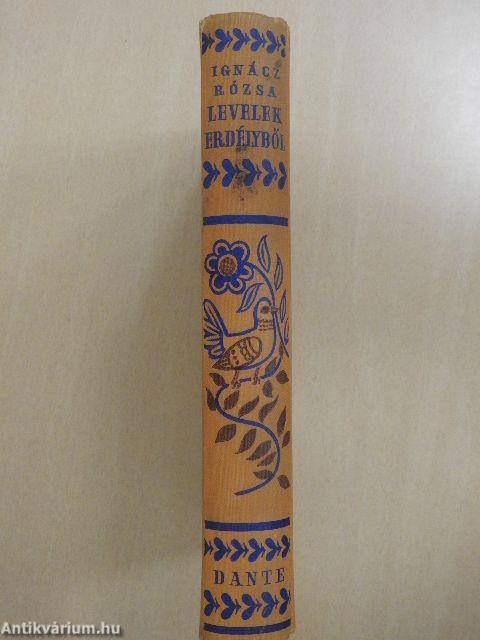 IGNÁCZ
RÓZSA
LEVELEK
ERDÉLYBŐL
DANTE
Antikvárium.hu